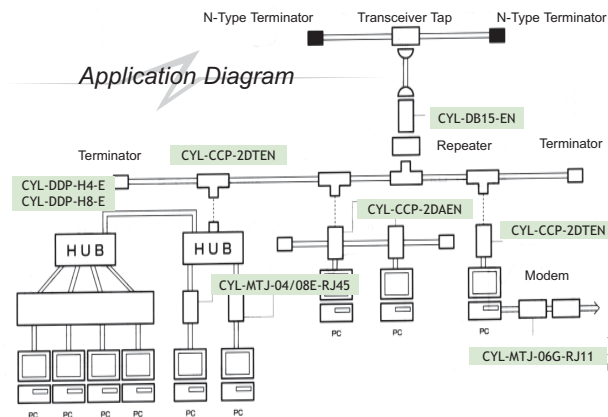 N-Type Terminator
Transceiver Tap
N-Type Terminator
Application Diagram
CYL-DB15-EN
Terminator
CYL-CCP-2DTEN
Repeater
Terminator
CYL-DDP-H4-E
CYL-DDP-H8-E
CYL-CCP-2DAEN
HUB
HUB
CYL-CCP-2DTEN
CYL-MTJ-04/08E-RJ45
Modem
PC
PC
PC
CYL-MTJ-06G-RJ11
PC
PC
PC
PC
PC
PC